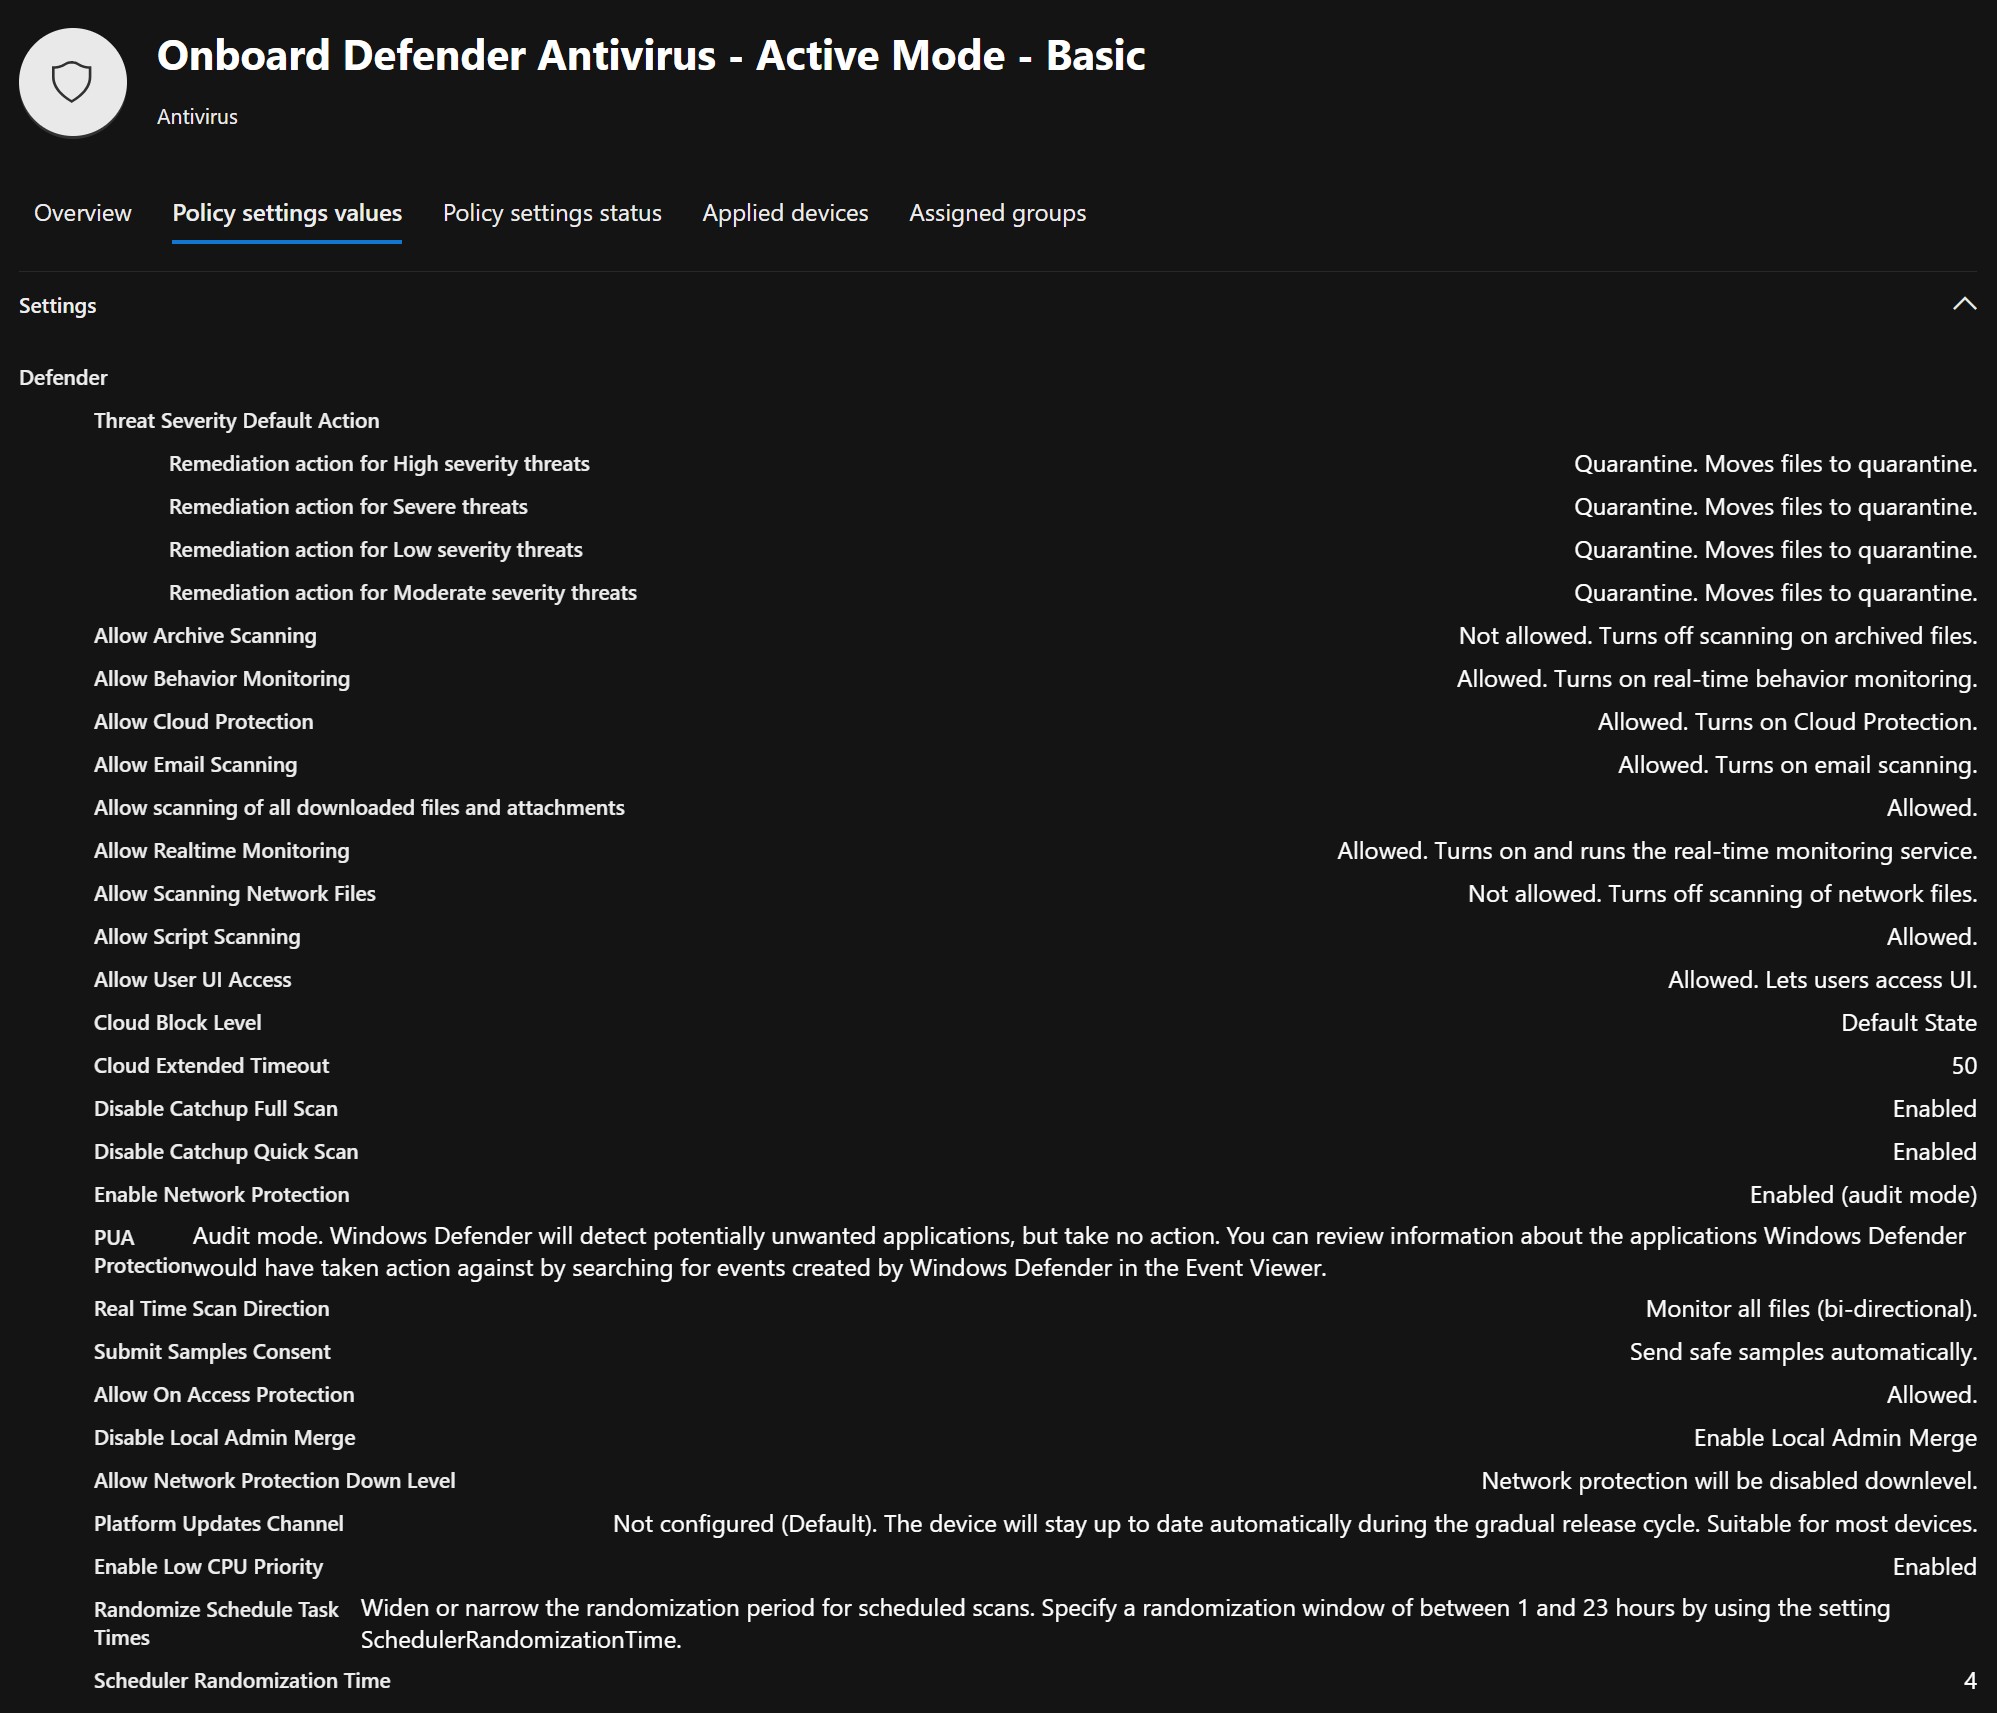 Onboard Defender Antivirus - Active Mode - Basic
Antivirus
Overview Policy settings values Policy settings status Applied devices Assigned groups
Settings
Defender
Threat Severity Default Action
Remediation action for High severity threats Quarantine. Moves files to quarantine.
Remediation action for Severe threats Quarantine. Moves files to quarantine.
Remediation action for Low severity threats Quarantine. Moves files to quarantine.
Remediation action for Moderate severity threats Quarantine. Moves files to quarantine.
Allow Archive Scanning Not allowed. Turns off scanning on archived files.
Allow Behavior Monitoring Allowed. Turns on real-time behavior monitoring.
Allow Cloud Protection Allowed. Turns on Cloud Protection.
Allow Email Scanning Allowed. Turns on email scanning.
Allow scanning of all downloaded files and attachments Allowed.
Allow Realtime Monitoring Allowed. Turns on and runs the real-time monitoring service.
Allow Scanning Network Files Not allowed. Turns off scanning of network files.
Allow Script Scanning Allowed.
Allow User UI Access Allowed. Lets users access UI.
Cloud Block Level Default State
Cloud Extended Timeout 50
Disable Catchup Full Scan Enabled
Disable Catchup Quick Scan Enabled
Enable Network Protection Enabled (audit mode)
PUA Audit mode. Windows Defender will detect potentially unwanted applications, but take no action. You can review information about the applications Windows Defender
Protection would have taken action against by searching for events created by Windows Defender in the Event Viewer.
Real Time Scan Direction Monitor all files (bi-directional).
Submit Samples Consent Send safe samples automatically.
Allow On Access Protection Allowed.
Disable Local Admin Merge Enable Local Admin Merge
Allow Network Protection Down Level Network protection will be disabled downlevel.
Platform Updates Channel Not configured (Default). The device will stay up to date automatically during the gradual release cycle. Suitable for most devices.
Enable Low CPU Priority Enabled
Randomize Schedule Task Widen or narrow the randomization period for scheduled scans. Specify a randomization window of between 1 and 23 hours by using the setting
Times SchedulerRandomizationTime.
Scheduler Randomization Time 4